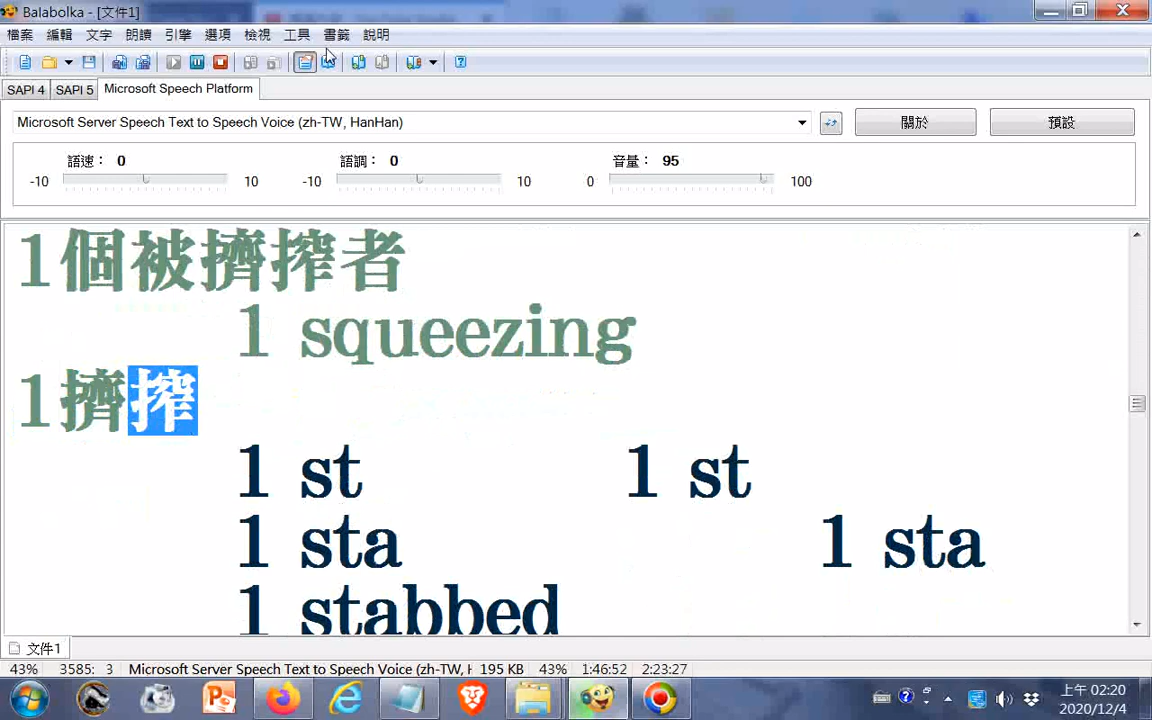 Balabolka - [文件1]
檔案 編輯 文字 朗讀 引擎 選項 檢視 工具 書籤 說明
SAPI 4 SAPI 5 Microsoft Speech Platform
Microsoft Server Speech Text to Speech Voice (zh-TW, HanHan) 關於 預設
語速： 0 語調： 0 音量： 95
-10 10 -10 10 0 100
1個被擠搾者
1 squeezing
1擠搾
1 st 1 st
1 sta 1 sta
1 stabbed
文件1
43% 3585: 3 Microsoft Server Speech Text to Speech Voice (zh-TW, H 195 KB 43% 1:46:52 2:23:27
上午 02:20
2020/12/4